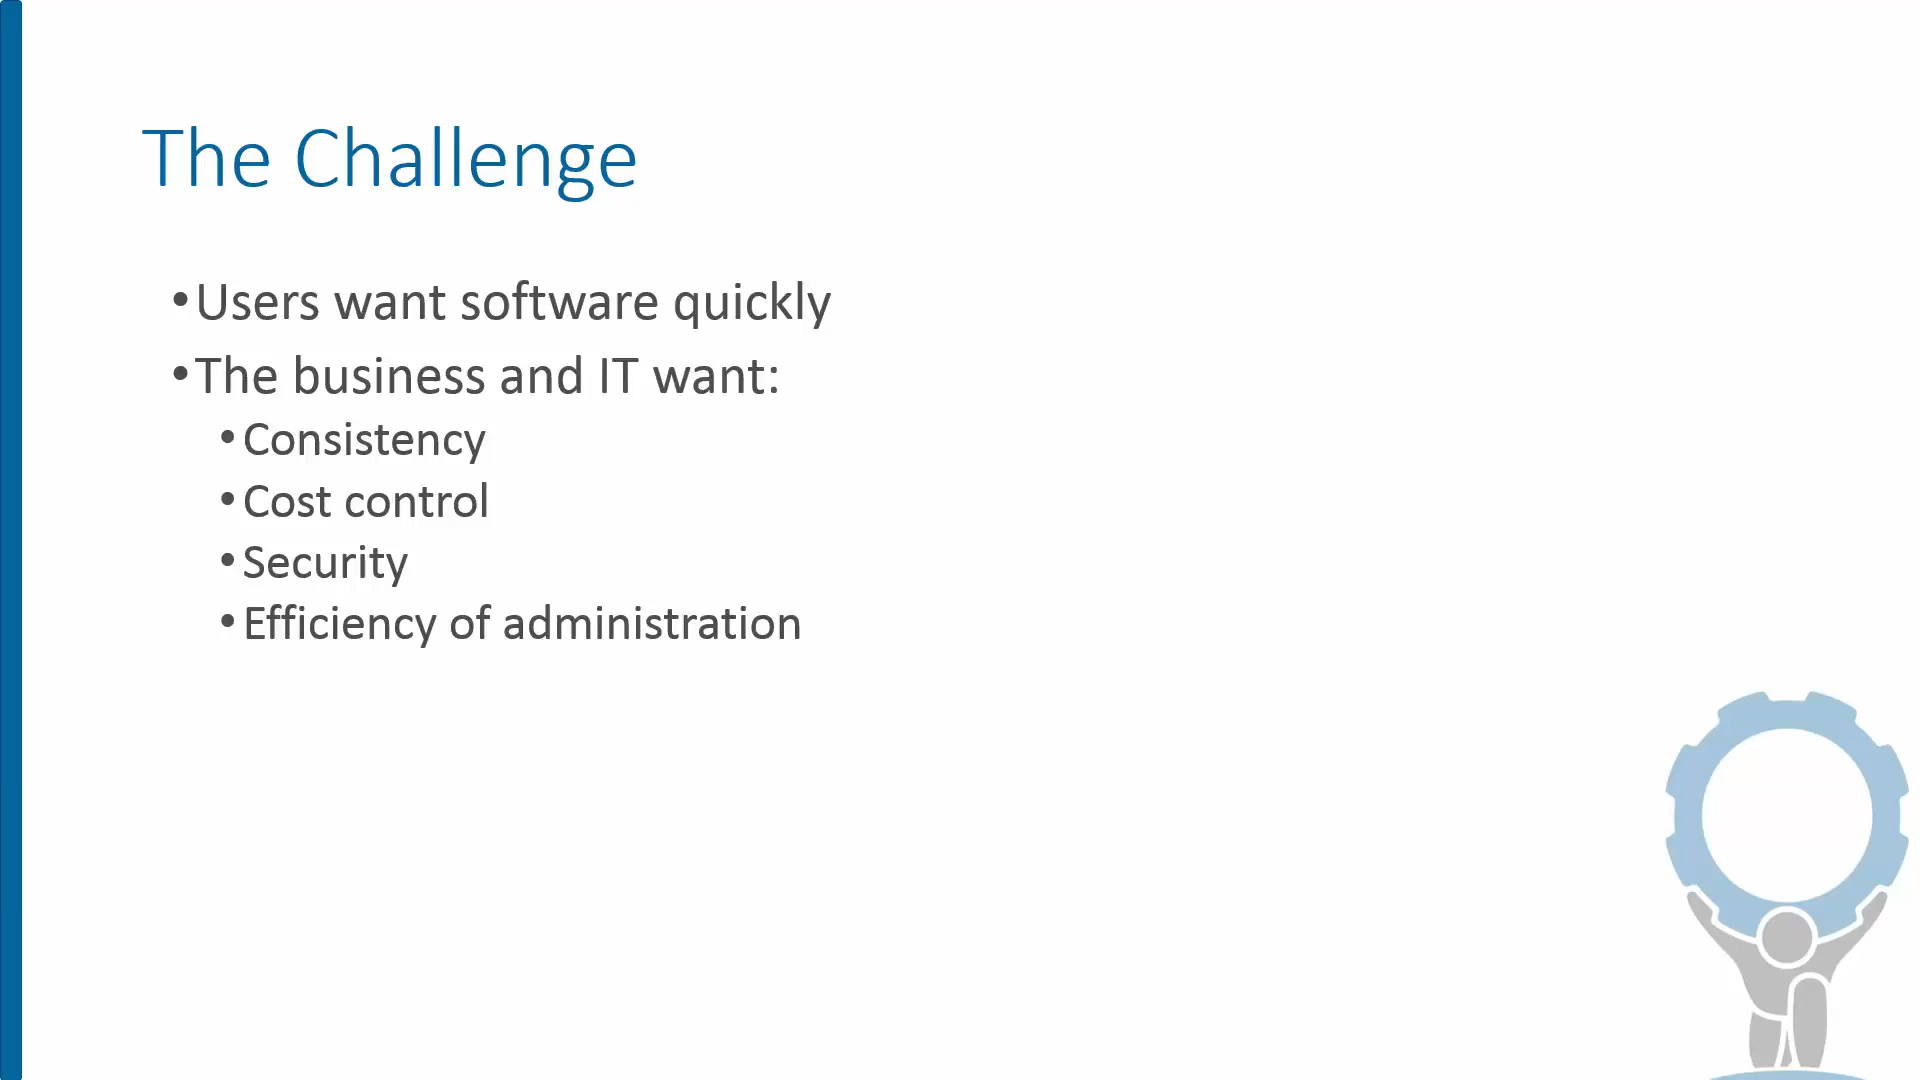 The Challenge
•Users want software quickly
•The business and IT want:
•Consistency
•Cost control
•Security
•Efficiency of administration